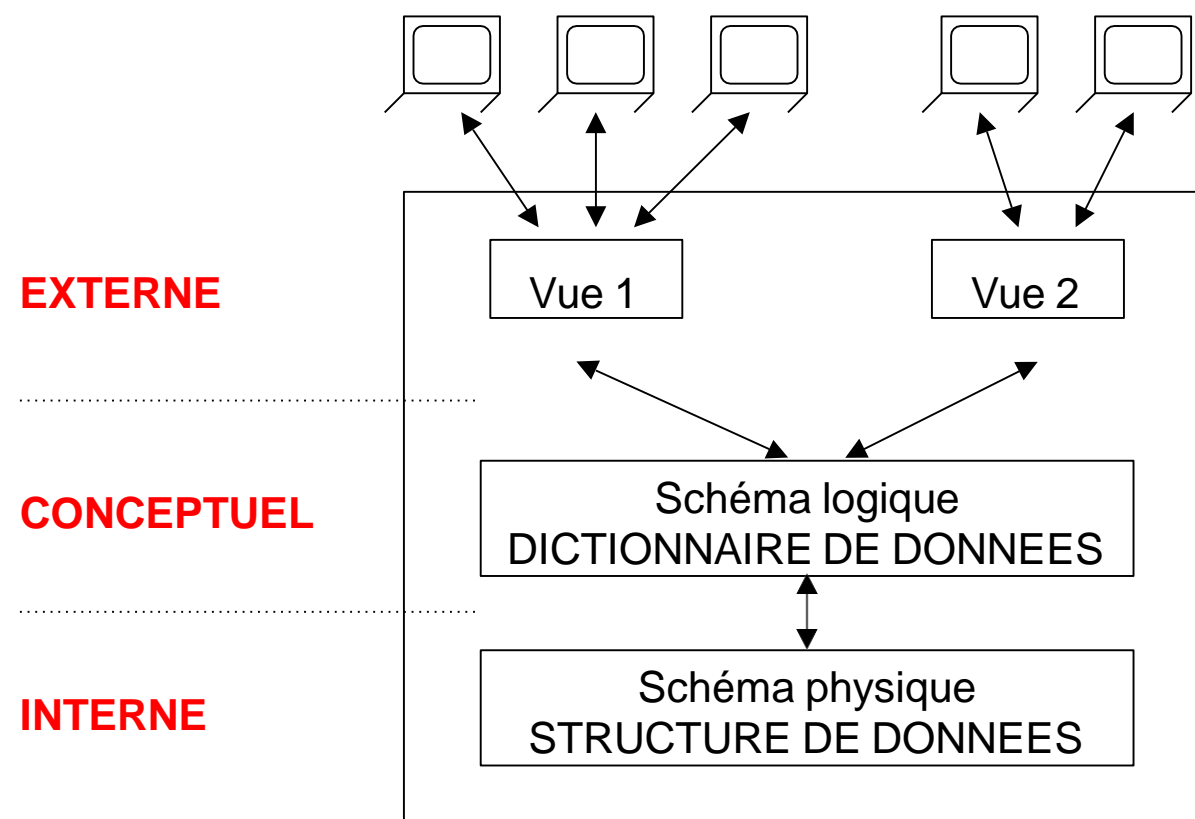 EXTERNE
Vue 1
Vue 2
CONCEPTUEL
Schéma logique
DICTIONNAIRE DE DONNEES
INTERNE
Schéma physique
STRUCTURE DE DONNEES